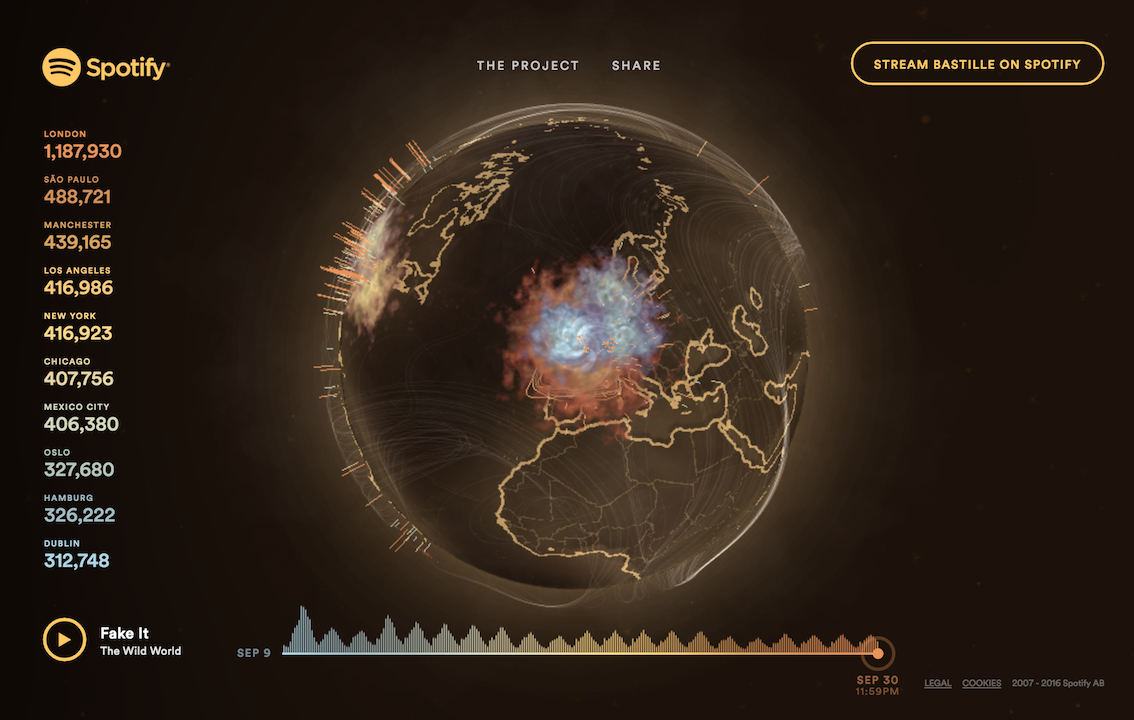 Spotify®
THE PROJECT
SHARE
STREAM BASTILLE ON SPOTIFY
LONDON
1,187,930
SÃO PAULO
488,721
MANCHESTER
439,165
LOS ANGELES
416,986
NEW YORK
416,923
CHICAGO
407,756
MEXICO CITY
406,380
OSLO
327,680
HAMBURG
326,222
DUBLIN
312,748
Fake It
The Wild World
SEP 9
SEP 30
11:59PM
LEGAL
COOKIES
2007 - 2016 Spotify AB